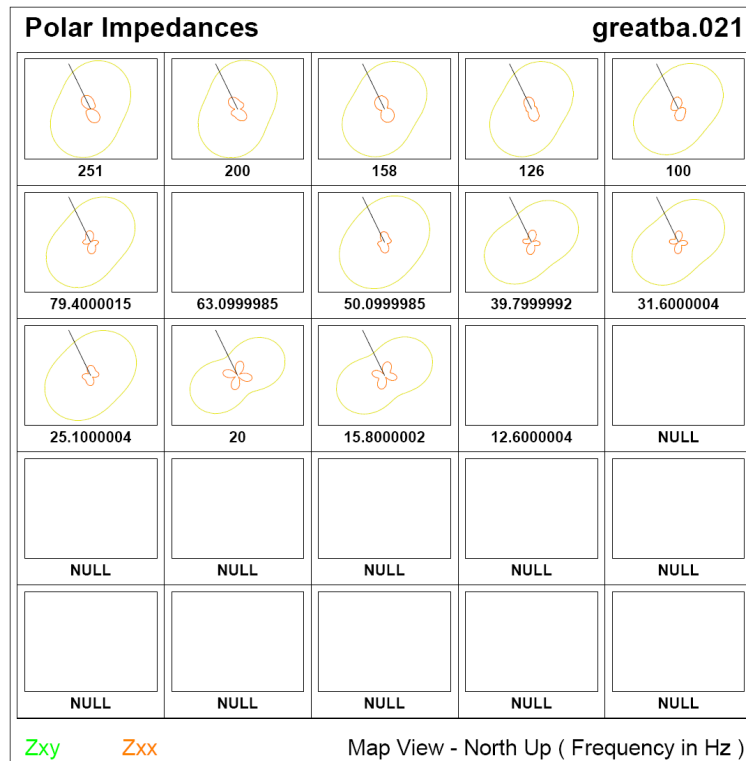 Polar Impedances greatba.021
251 200 158 126 100
79.4000015 63.0999985 50.0999985 39.7999992 31.6000004
25.1000004 20 15.8000002 12.6000004 NULL
NULL NULL NULL NULL NULL
NULL NULL NULL NULL NULL
Zxy Zxx Map View - North Up ( Frequency in Hz )